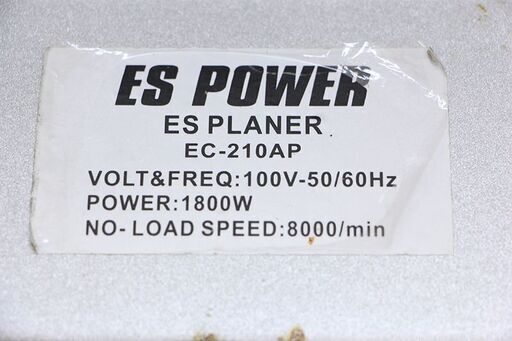 ES POWER
ES PLANER
EC-210AP
VOLT&FREQ:100V-50/60Hz
POWER:1800W
NO- LOAD SPEED:8000/min